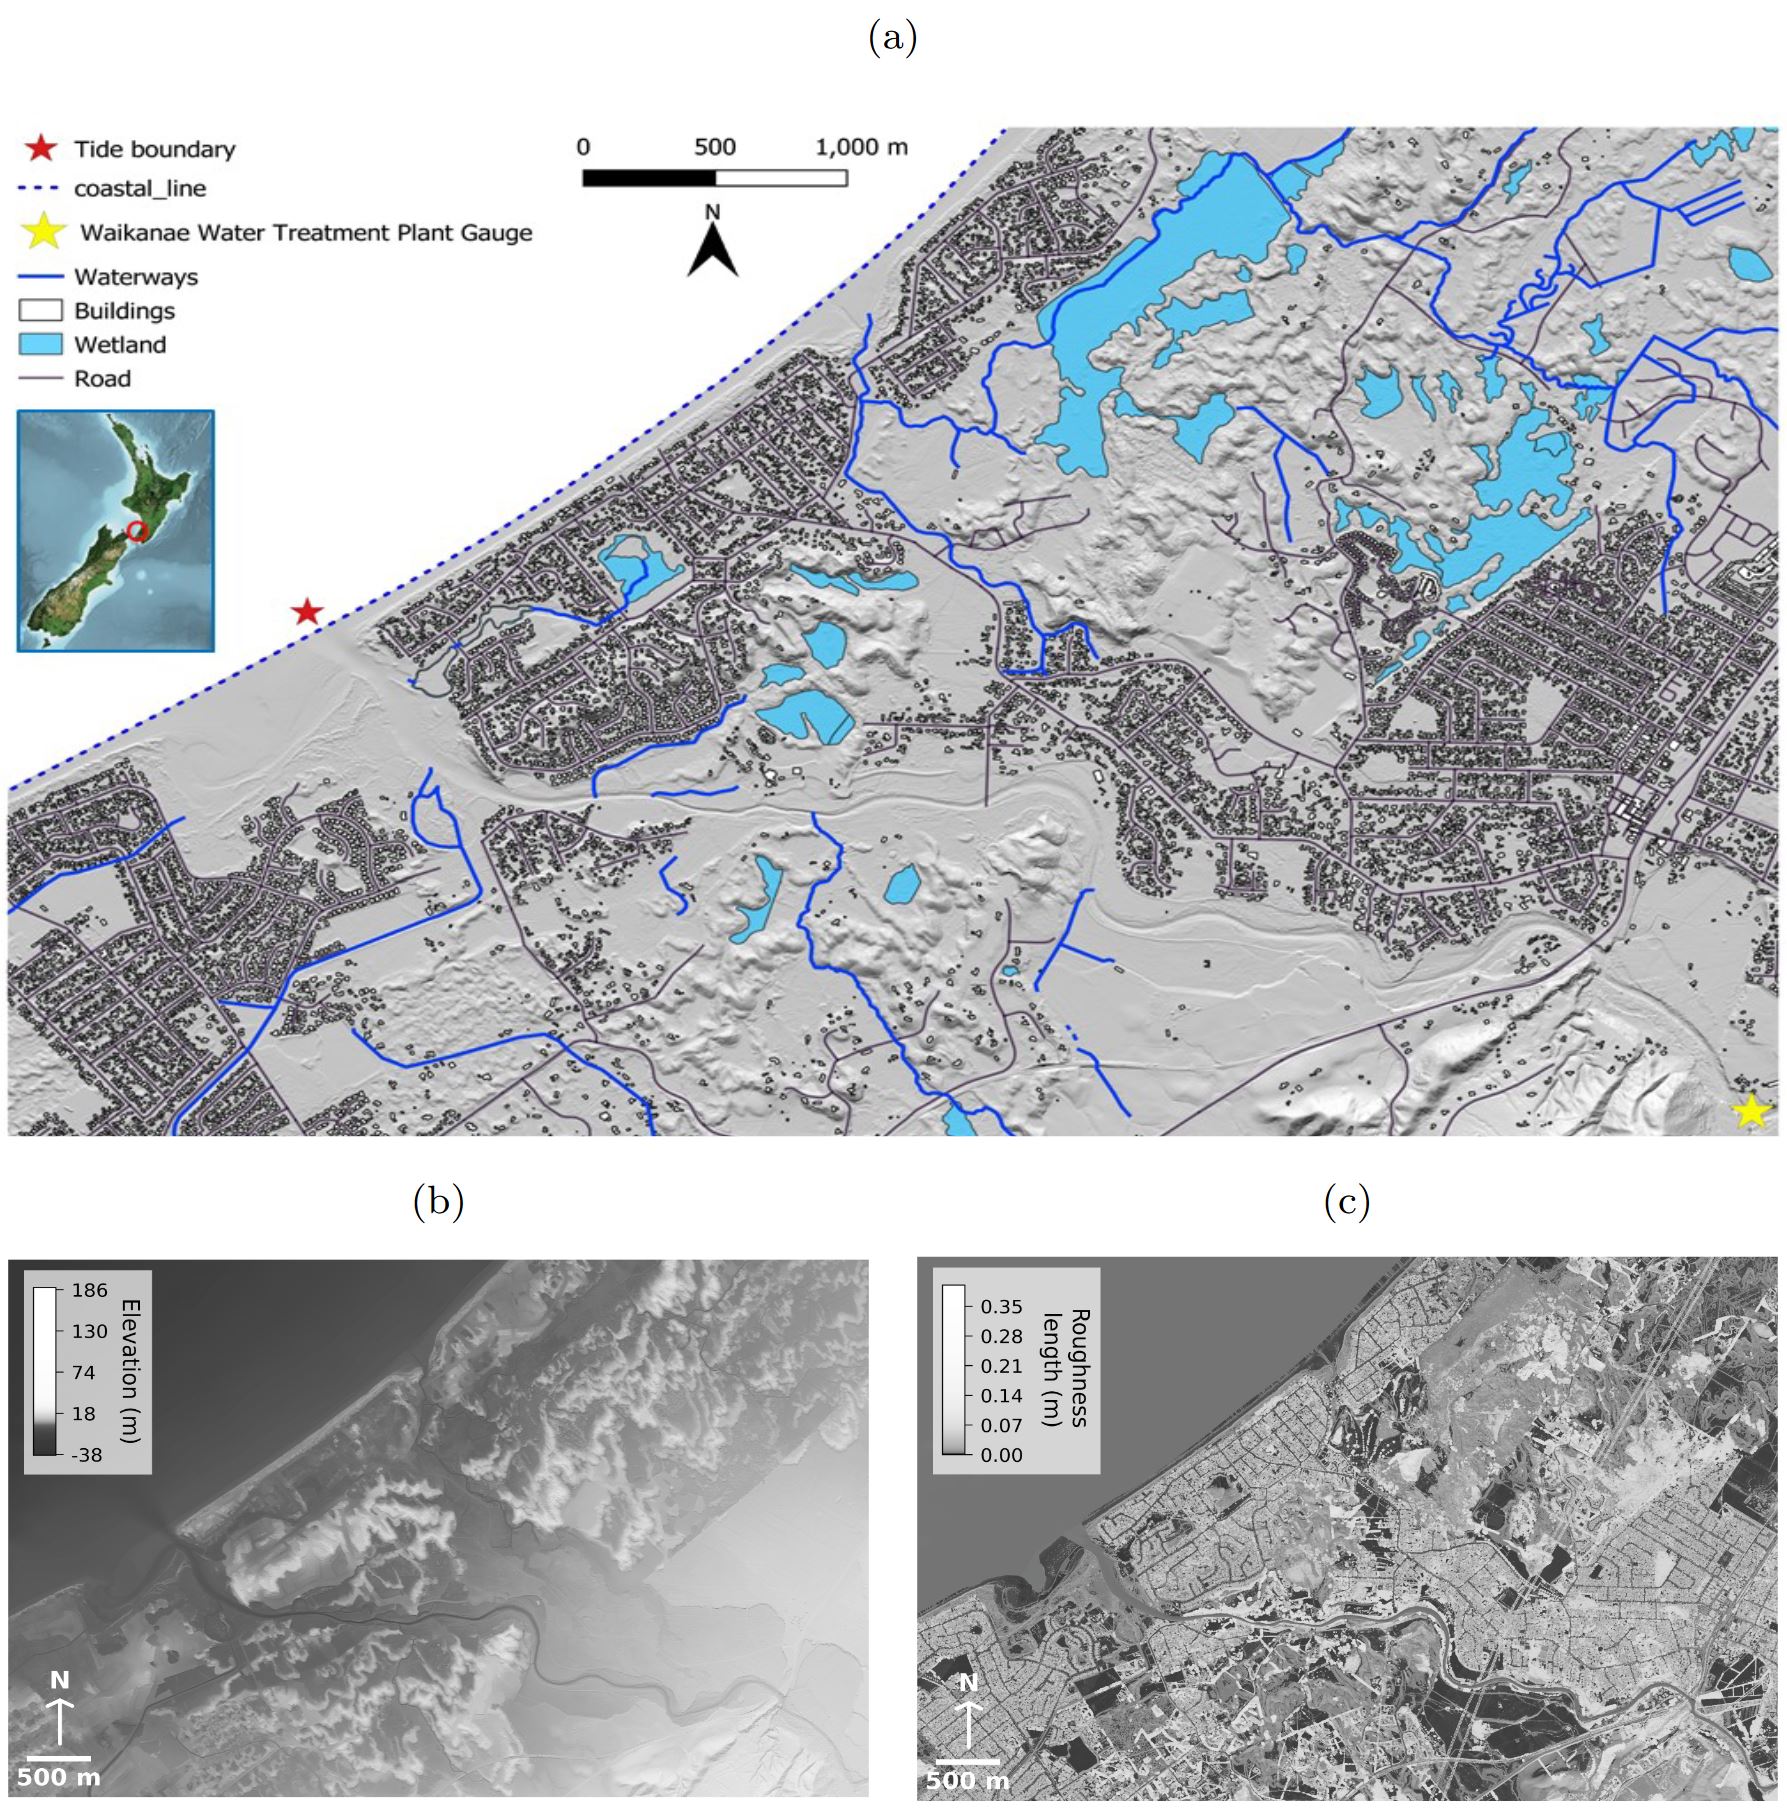 (a)
Tide boundary
coastal_line
Waikanae Water Treatment Plant Gauge
Waterways
Buildings
Wetland
Road
0 500 1,000 m
N
(b)
186
130
74
18
-38
Elevation (m)
N
500 m
(c)
0.35
0.28
0.21
0.14
0.07
0.00
Roughness
length (m)
N
500 m